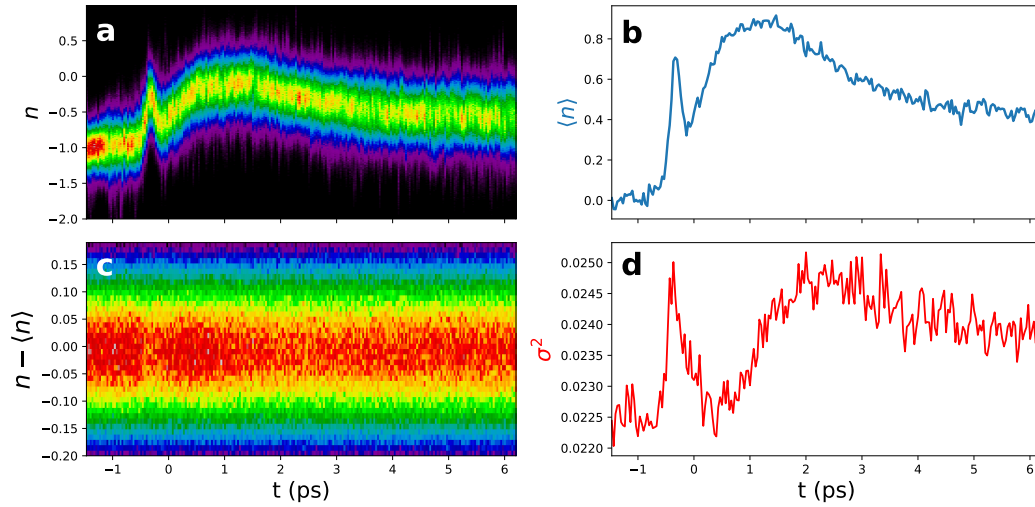 a
n
0.5
0.0
−0.5
−1.0
−1.5
−2.0
b
⟨n⟩
0.8
0.6
0.4
0.2
0.0
c
n − ⟨n⟩
0.15
0.10
0.05
0.00
−0.05
−0.10
−0.15
−0.20
−1 0 1 2 3 4 5 6
t (ps)
d
σ²
0.0250
0.0245
0.0240
0.0235
0.0230
0.0225
0.0220
−1 0 1 2 3 4 5 6
t (ps)